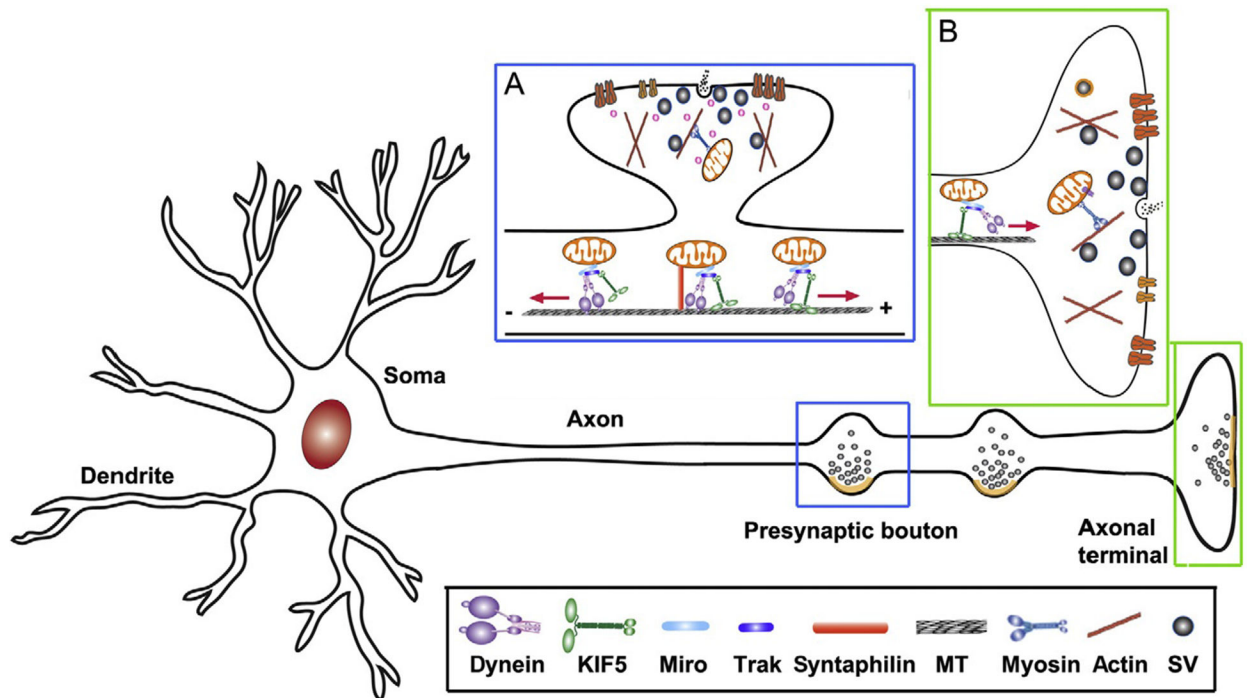 A
B
-
+
Soma
Axon
Dendrite
Presynaptic bouton
Axonal
terminal
Dynein KIF5 Miro Trak Syntaphilin MT Myosin Actin SV